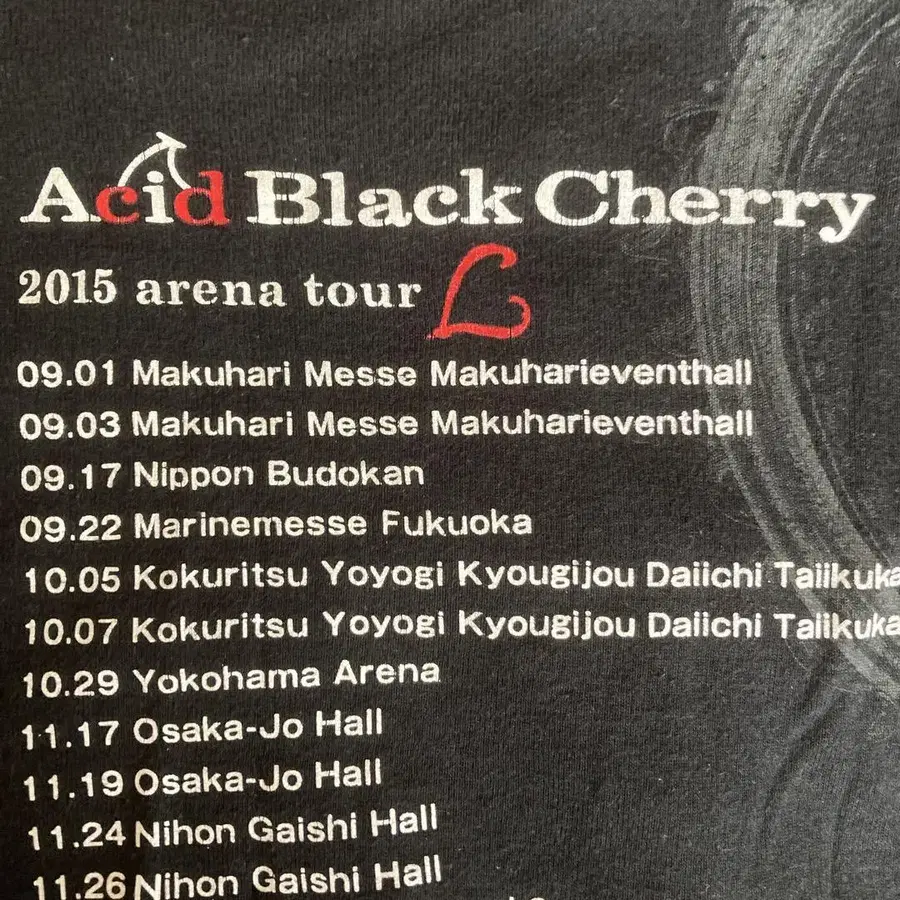 Acid Black Cherry
2015 arena tour L
09.01 Makuhari Messe Makuharieventhall
09.03 Makuhari Messe Makuharieventhall
09.17 Nippon Budokan
09.22 Marinemesse Fukuoka
10.05 Kokuritsu Yoyogi Kyougijou Daiichi Taiikuka
10.07 Kokuritsu Yoyogi Kyougijou Daiichi Taiikuka
10.29 Yokohama Arena
11.17 Osaka-Jo Hall
11.19 Osaka-Jo Hall
11.24 Nihon Gaishi Hall
11.26 Nihon Gaishi Hall